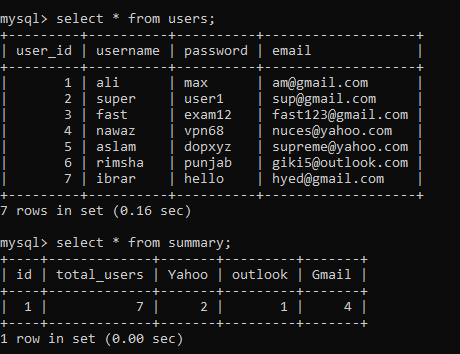 mysql> select * from users;
+---------+----------+----------+--------------------+
| user_id | username | password | email              |
+---------+----------+----------+--------------------+
|       1 | ali      | max      | am@gmail.com       |
|       2 | super    | user1    | sup@gmail.com      |
|       3 | fast     | exam12   | fast123@gmail.com  |
|       4 | nawaz    | vpn68    | nuces@yahoo.com    |
|       5 | aslam    | dopxyz   | supreme@yahoo.com  |
|       6 | rimsha   | punjab   | giki5@outlook.com  |
|       7 | ibrar    | hello    | hyed@gmail.com     |
+---------+----------+----------+--------------------+
7 rows in set (0.16 sec)
mysql> select * from summary;
+----+-------------+-------+---------+-------+
| id | total_users | Yahoo | outlook | Gmail |
+----+-------------+-------+---------+-------+
|  1 |           7 |     2 |       1 |     4 |
+----+-------------+-------+---------+-------+
1 row in set (0.00 sec)